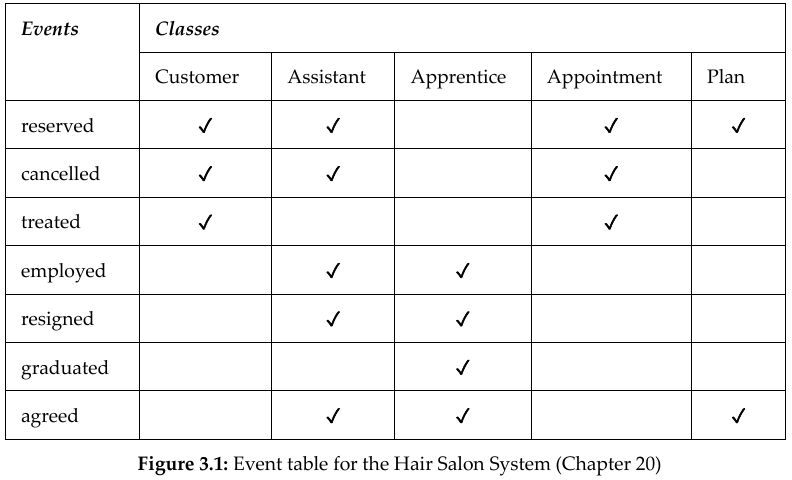 Events Classes
Customer Assistant Apprentice Appointment Plan
reserved ✓ ✓ ✓ ✓
cancelled ✓ ✓ ✓
treated ✓ ✓
employed ✓ ✓
resigned ✓ ✓
graduated ✓
agreed ✓ ✓ ✓
Figure 3.1: Event table for the Hair Salon System (Chapter 20)